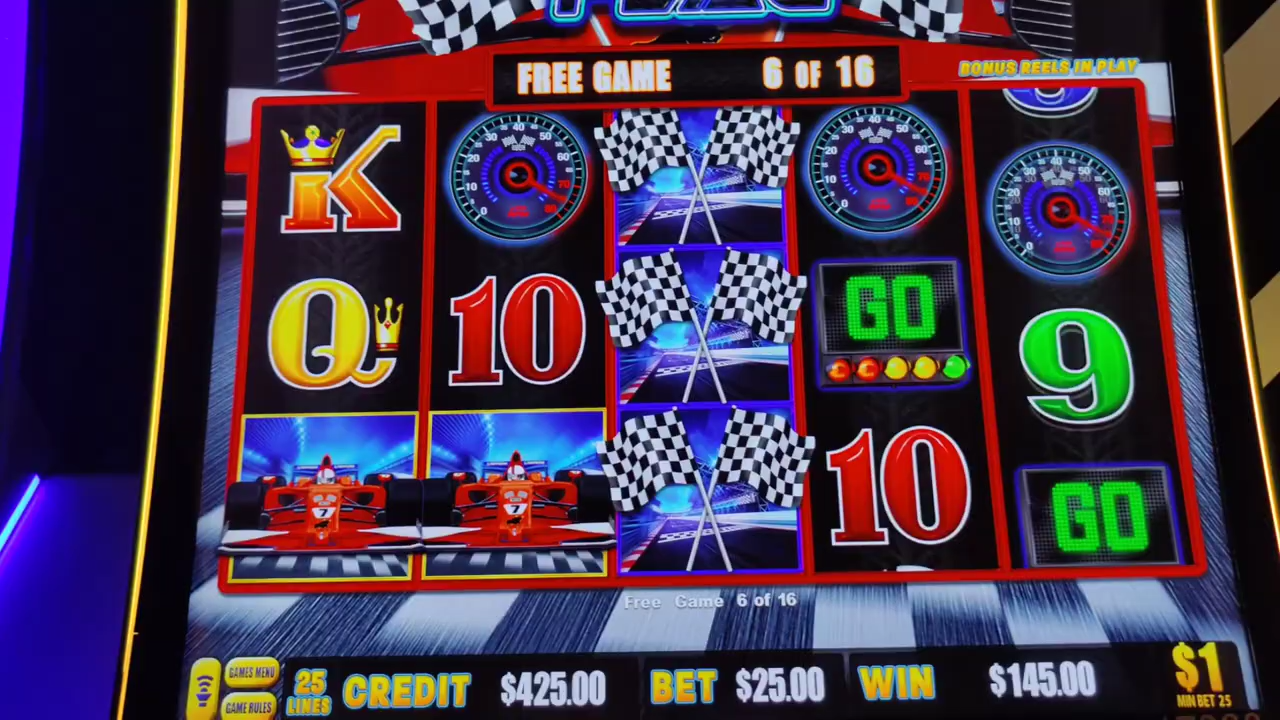 FREE GAME 6 OF 16
BONUS REELS IN PLAY
K
Q
10
GO
10
9
GO
7
7
Free Game 6 of 16
GAMES MENU
GAME RULES
25 LINES
CREDIT $425.00
BET $25.00
WIN $145.00
$1
MIN BET 25